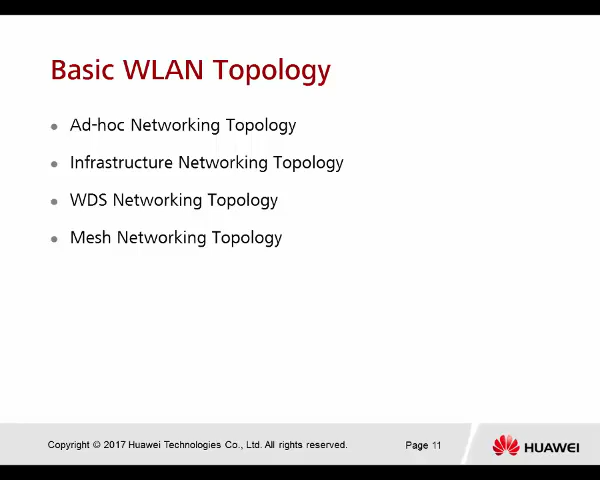 Basic WLAN Topology
Ad-hoc Networking Topology
Infrastructure Networking Topology
WDS Networking Topology
Mesh Networking Topology
Copyright © 2017 Huawei Technologies Co., Ltd. All rights reserved.
Page 11
HUAWEI